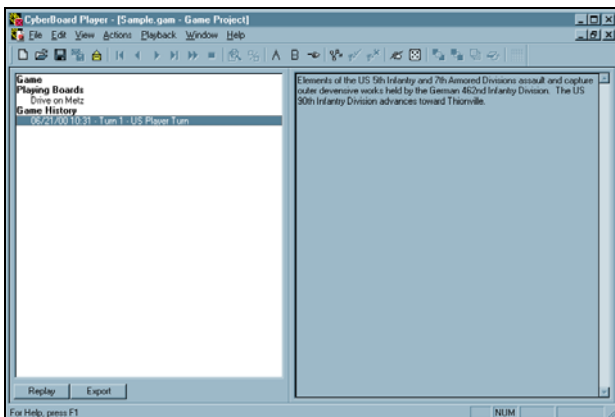 CyberBoard Player - [Sample.gam - Game Project]
File Edit View Actions Playback Window Help
A B
Game
Playing Boards
Drive on Metz
Game History
06/21/00 10:31 - Turn 1 - US Player Turn
Elements of the US 5th Infantry and 7th Armored Divisions assault and capture
outer devensive works held by the German 462nd Infantry Division. The US
90th Infantry Division advances toward Thionville.
Replay Export
For Help, press F1
NUM